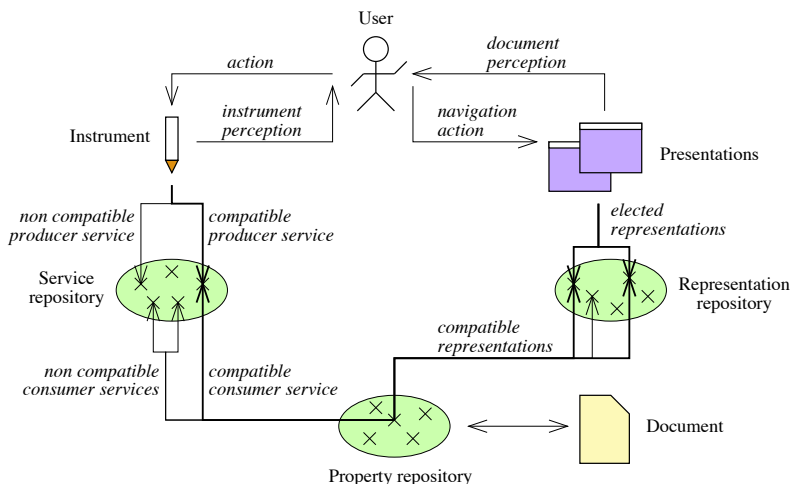 User
action
document
perception
instrument
perception
navigation
action
Instrument
Presentations
non compatible
producer service
compatible
producer service
elected
representations
Service
repository
Representation
repository
compatible
representations
non compatible
consumer services
compatible
consumer service
Document
Property repository